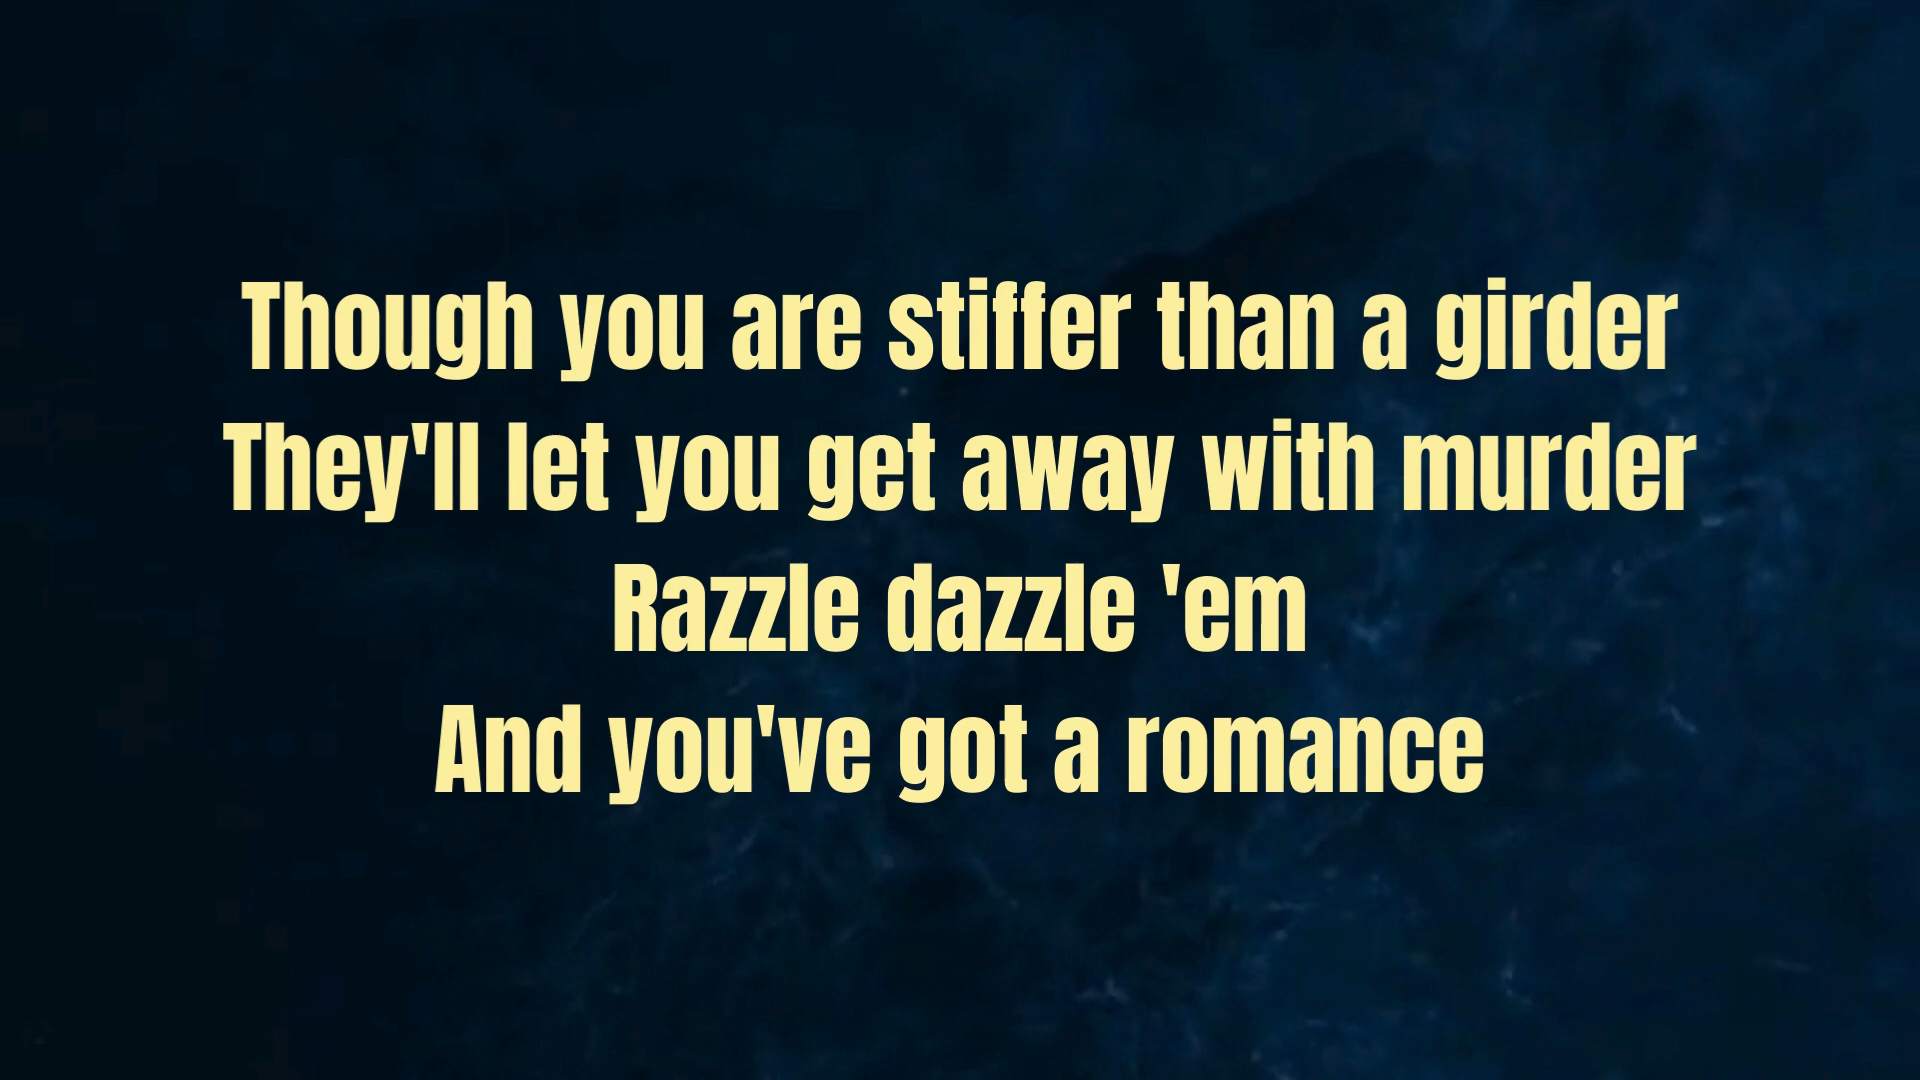 Though you are stiffer than a girder
They'll let you get away with murder
Razzle dazzle 'em
And you've got a romance